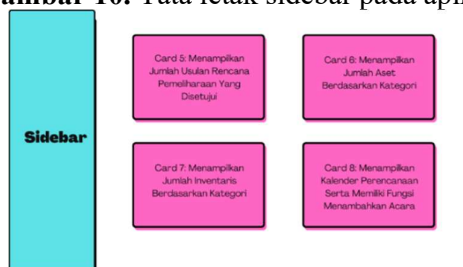 Gambar 10. Tata letak sidebar pada
Card 5: Menampilkan
Jumlah Usulan Rencana
Pemeliharaan Yang
Disetujui
Card 6: Menampilkan
Jumlah Aset
Berdasarkan Kategori
Sidebar
Card 7: Menampilkan
Jumlah Inventaris
Berdasarkan Kategori
Card 8: Menampilkan
Kalender Perencanaan
Serta Memiliki Fungsi
Menambahkan Acara